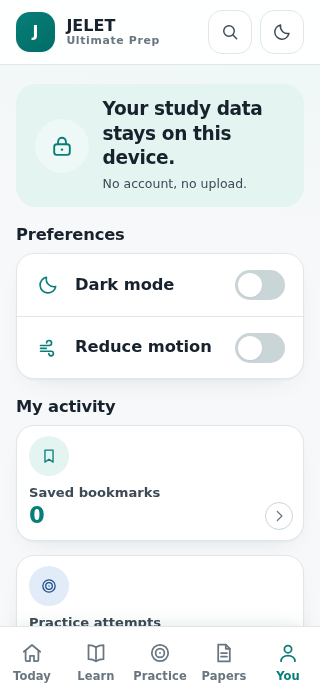 J
JELET
Ultimate Prep
Your study data
stays on this
device.
No account, no upload.
Preferences
Dark mode
Reduce motion
My activity
Saved bookmarks
0
Practice attempts
Today
Learn
Practice
Papers
You